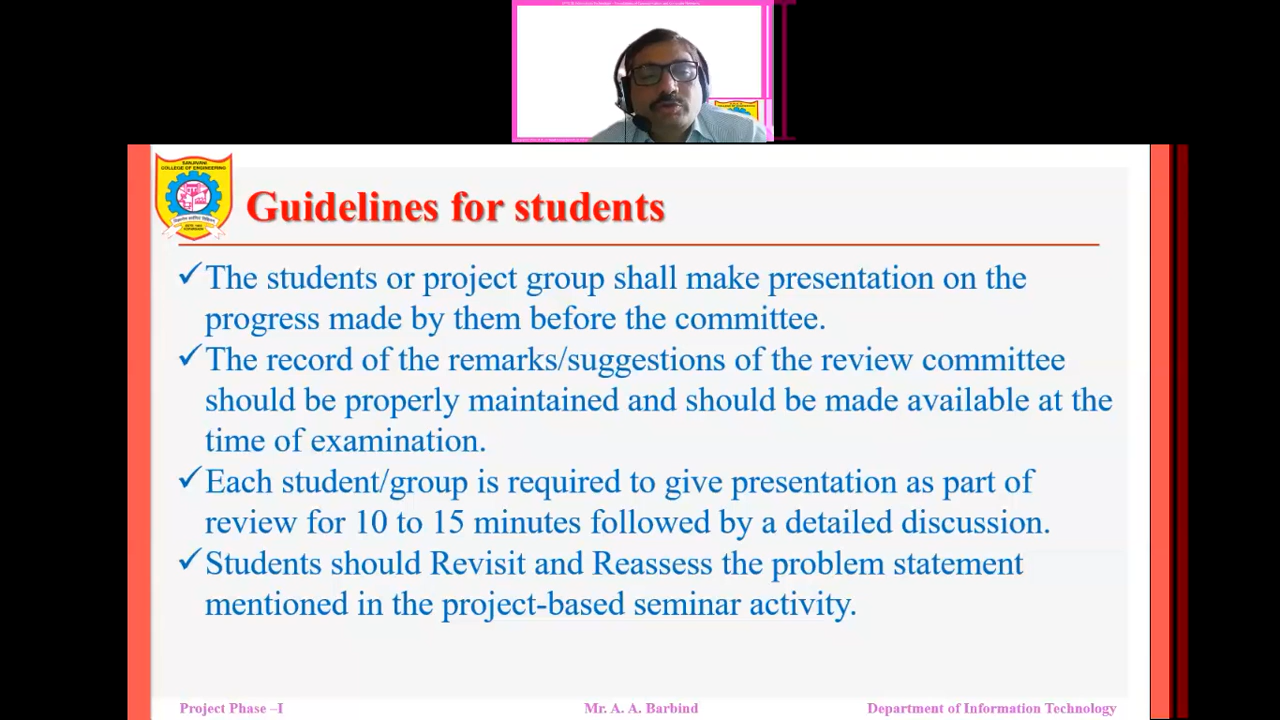 SANJIVANI
COLLEGE OF ENGINEERING
Guidelines for students
✓The students or project group shall make presentation on the
progress made by them before the committee.
✓The record of the remarks/suggestions of the review committee
should be properly maintained and should be made available at the
time of examination.
✓Each student/group is required to give presentation as part of
review for 10 to 15 minutes followed by a detailed discussion.
✓Students should Revisit and Reassess the problem statement
mentioned in the project-based seminar activity.
Project Phase –I
Mr. A. A. Barbind
Department of Information Technology